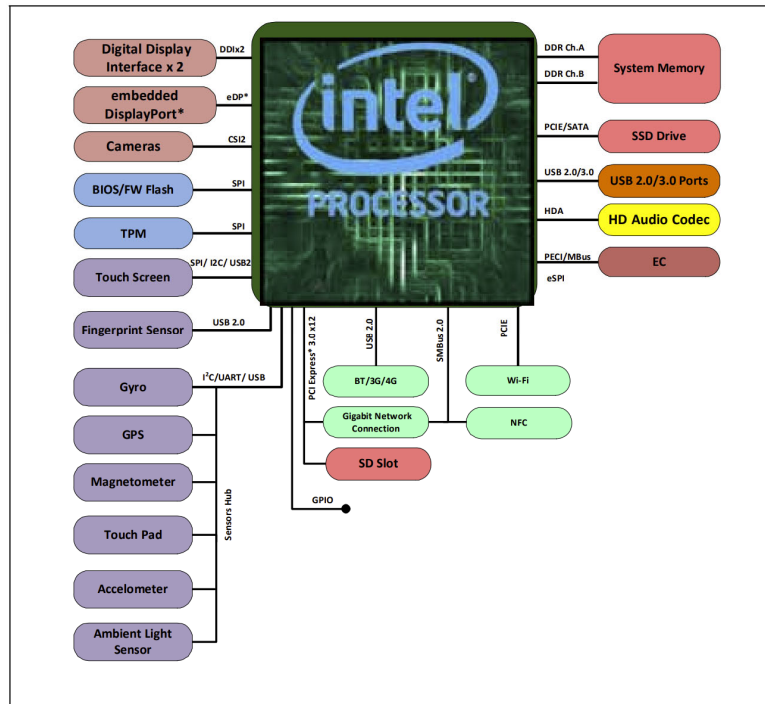 Digital Display
Interface x 2
DDIx2
embedded
DisplayPort*
eDP*
Cameras
CSI2
BIOS/FW Flash
SPI
TPM
SPI
Touch Screen
SPI/ I2C/ USB2
Fingerprint Sensor
USB 2.0
Gyro
I²C/UART/ USB
GPS
Magnetometer
Touch Pad
Accelometer
Ambient Light
Sensor
Sensors Hub
intel
PROCESSOR
DDR Ch.A
DDR Ch.B
System Memory
PCIE/SATA
SSD Drive
USB 2.0/3.0
USB 2.0/3.0 Ports
HDA
HD Audio Codec
PECI/MBus
eSPI
EC
PCI Express* 3.0 x12
USB 2.0
SMBus 2.0
PCIE
BT/3G/4G
Wi-Fi
Gigabit Network
Connection
NFC
SD Slot
GPIO